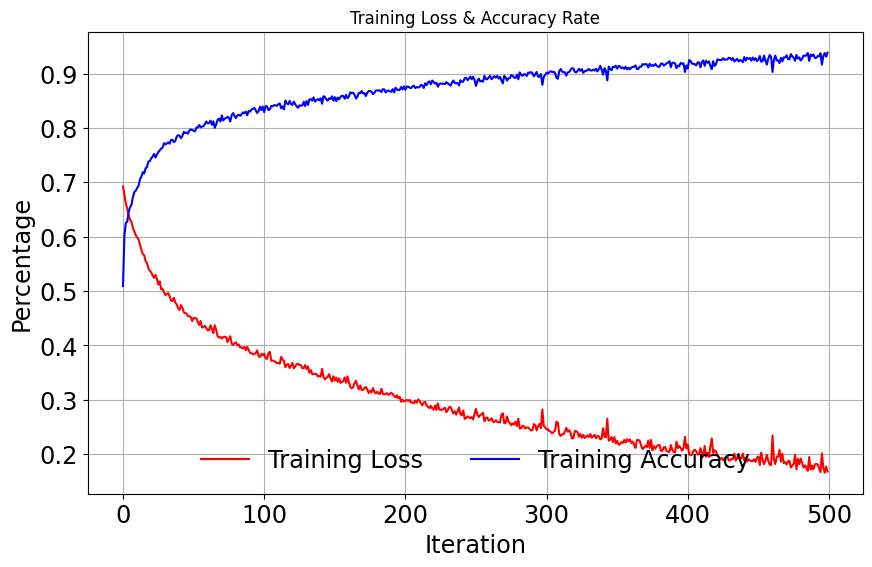 Training Loss & Accuracy Rate
0.9
0.8
0.7
0.6
0.5
0.4
0.3
0.2
Percentage
Training Loss Training Accuracy
0 100 200 300 400 500
Iteration